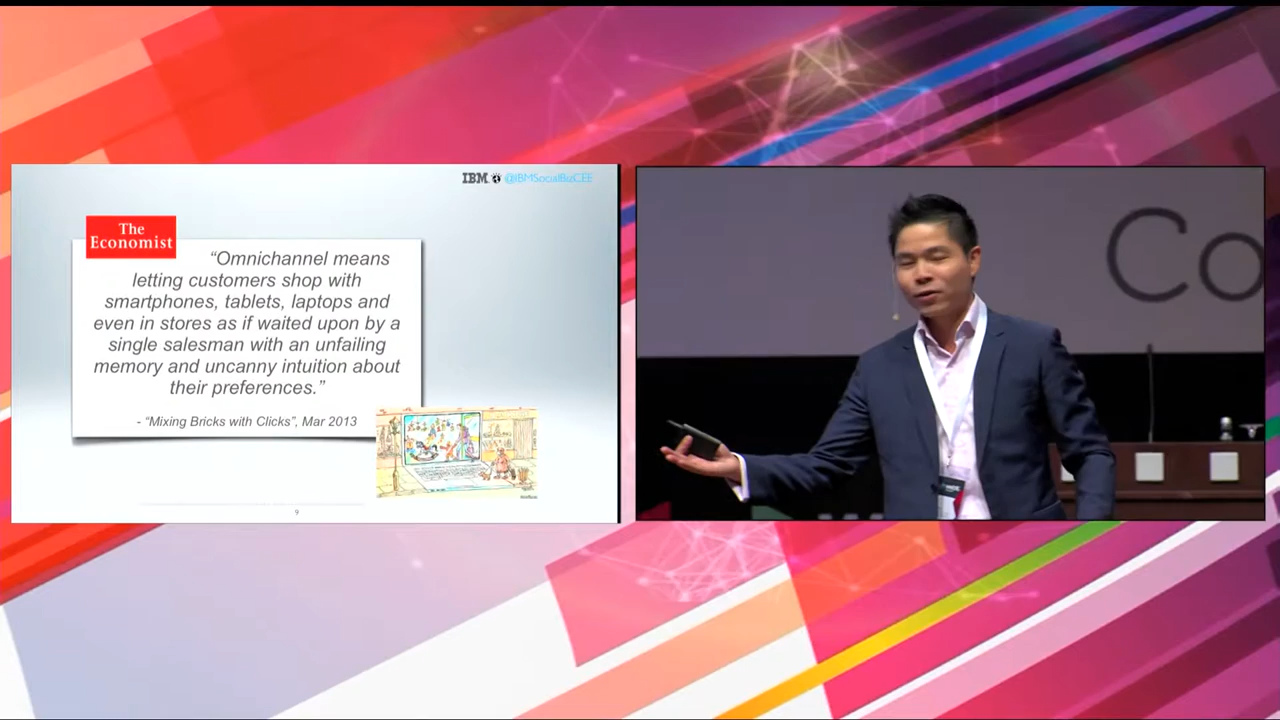 IBM @IBMSocialBizCEE
The
Economist
“Omnichannel means
letting customers shop with
smartphones, tablets, laptops and
even in stores as if waited upon by a
single salesman with an unfailing
memory and uncanny intuition about
their preferences.”
- “Mixing Bricks with Clicks”, Mar 2013
9
Co